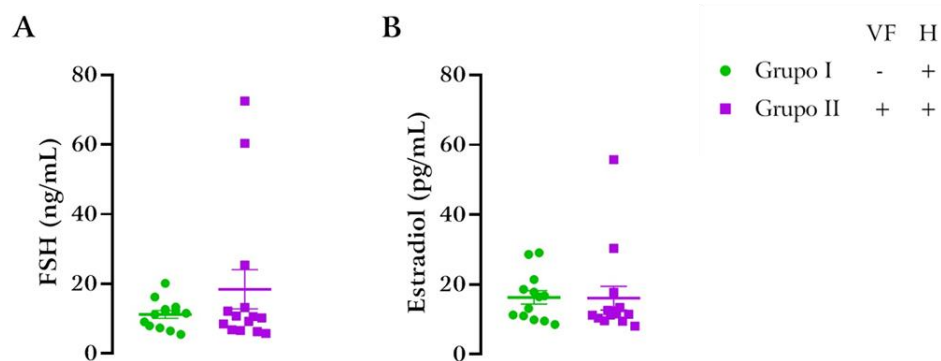 A
B
VF H
Grupo I - +
Grupo II + +
FSH (ng/mL)
80
60
40
20
0
Estradiol (pg/mL)
80
60
40
20
0